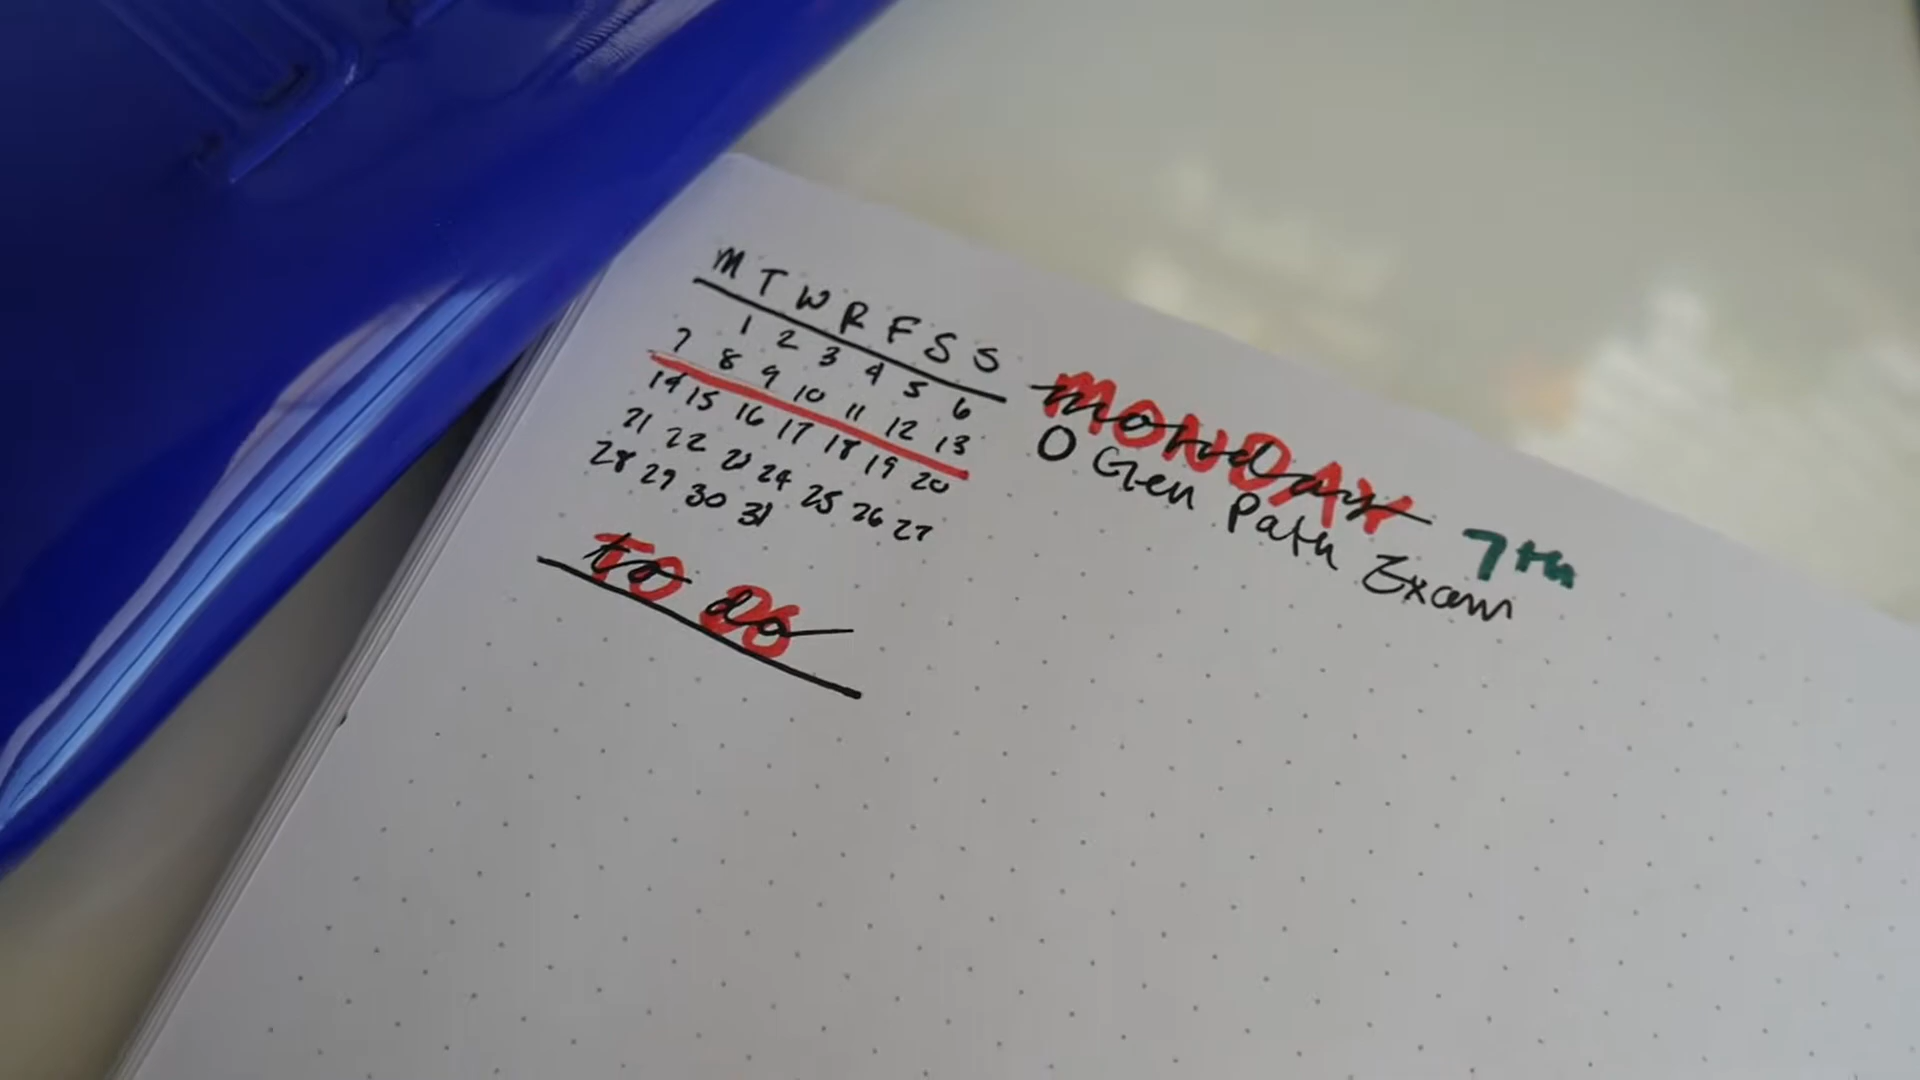 M T W R F S S
1 2 3 4 5 6
7 8 9 10 11 12 13
14 15 16 17 18 19 20
21 22 23 24 25 26 27
28 29 30 31
TO DO
to do
MONDAY
monday 7th
O Gen Path Exam